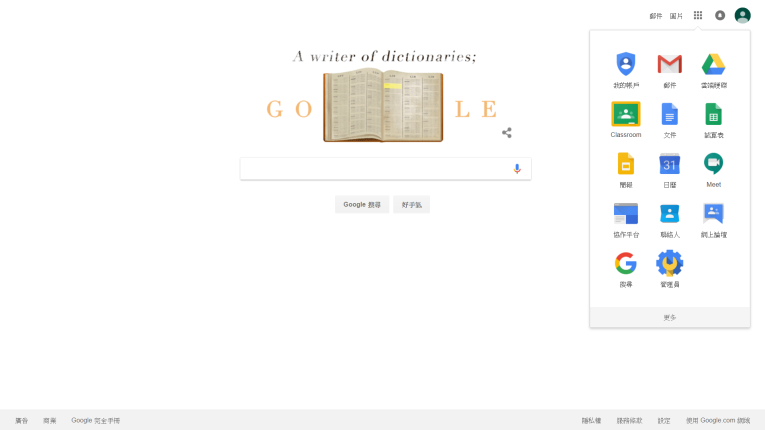 郵件 圖片
A writer of dictionaries;
GO LE
我的帳戶 郵件 雲端硬碟
Classroom 文件 試算表
31
簡報 日曆 Meet
協作平台 聯絡人 網上論壇
搜尋 管理員
更多
Google 搜尋 好手氣
廣告 商業 Google 完全手冊
隱私權 服務條款 設定 使用 Google.com 網域